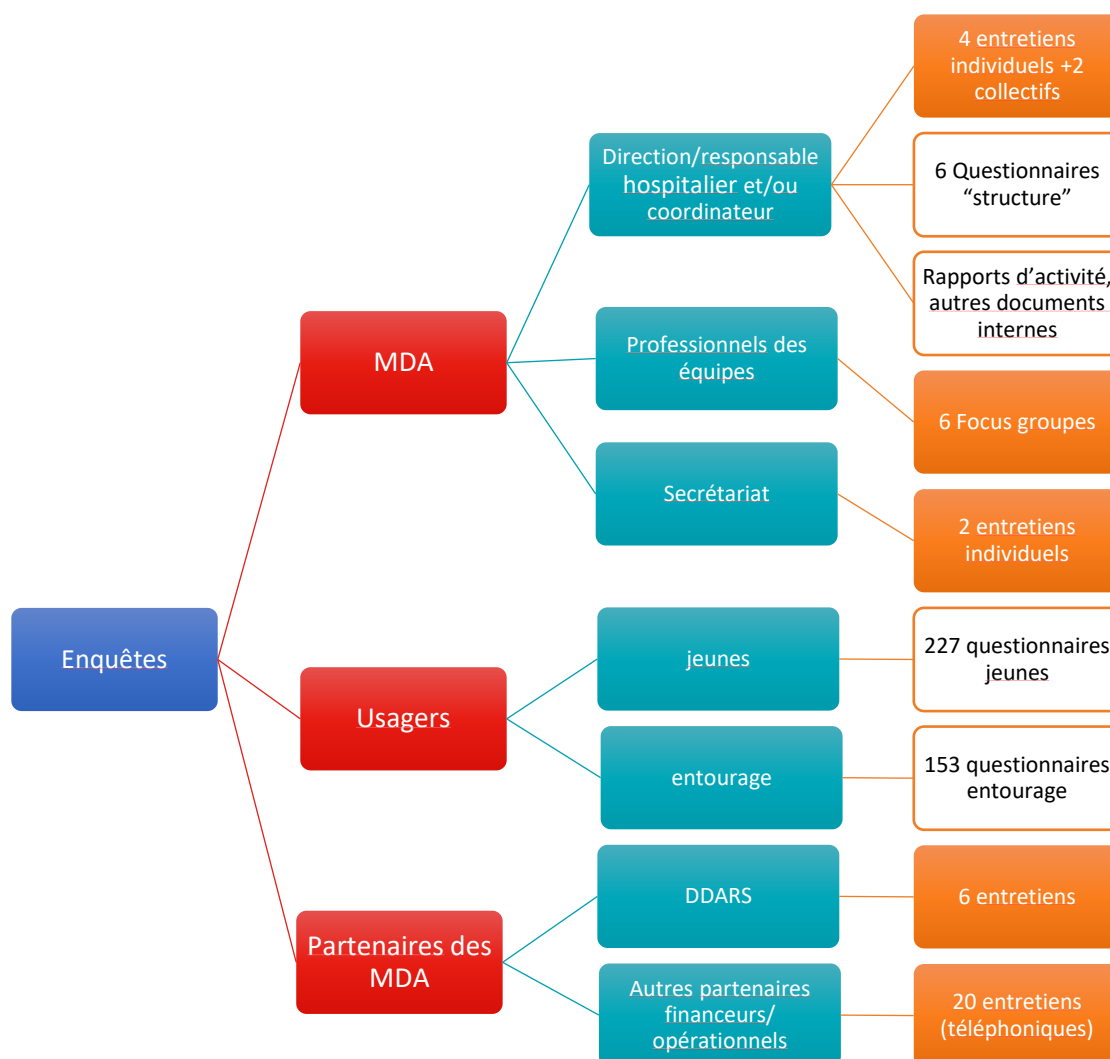 4 entretiens
individuels +2
collectifs
Direction/responsable
hospitalier et/ou
coordinateur
6 Questionnaires
“structure”
Rapports d’activité,
autres documents
internes
MDA
Professionnels des
équipes
6 Focus groupes
Secrétariat
2 entretiens
individuels
Enquêtes
Usagers
jeunes
227 questionnaires
jeunes
entourage
153 questionnaires
entourage
Partenaires des
MDA
DDARS
6 entretiens
Autres partenaires
financeurs/
opérationnels
20 entretiens
(téléphoniques)